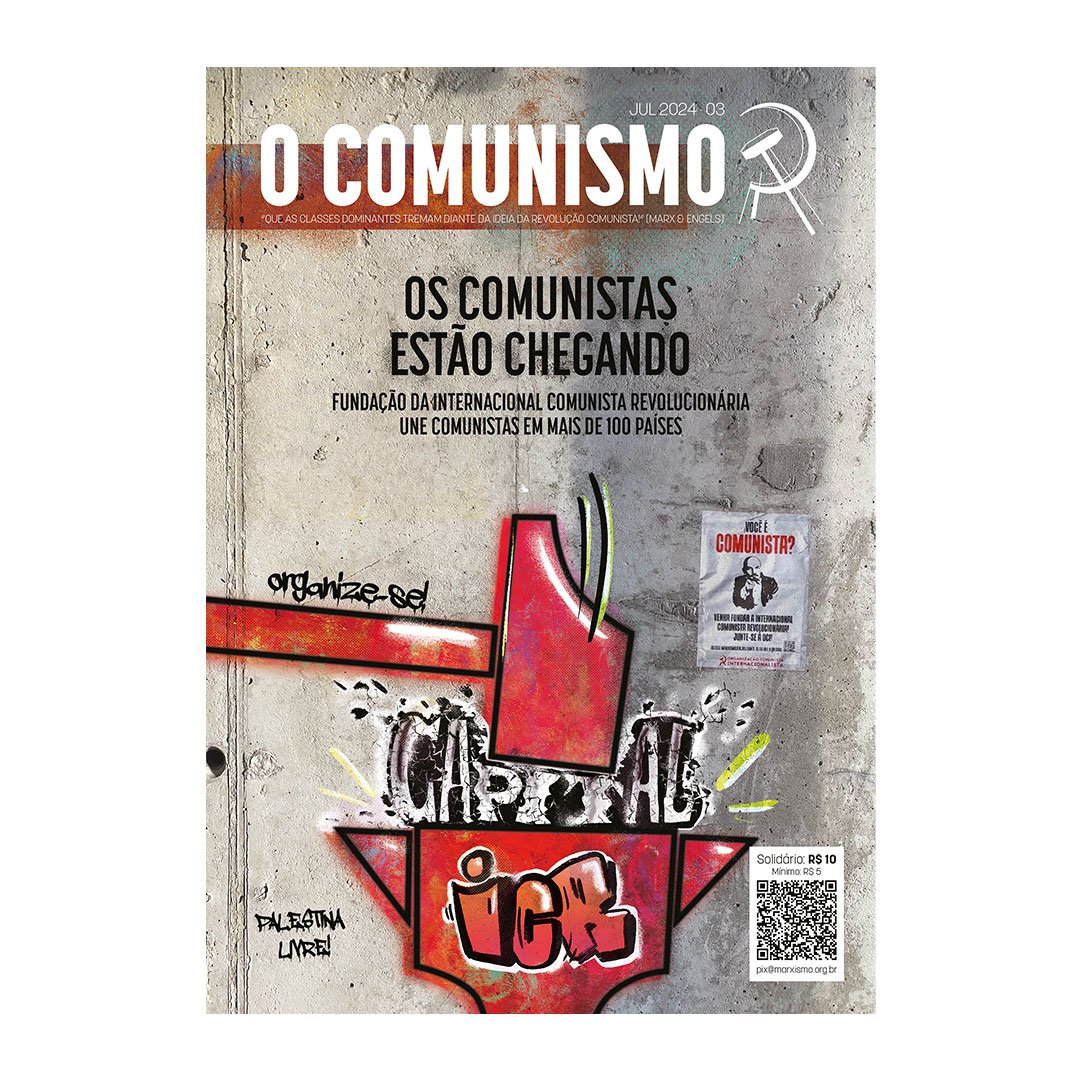 JUL 2024 · 03
O COMUNISMO
"QUE AS CLASSES DOMINANTES TREMAM DIANTE DA IDEIA DA REVOLUÇÃO COMUNISTA!" (MARX & ENGELS)
OS COMUNISTAS
ESTÃO CHEGANDO
FUNDAÇÃO DA INTERNACIONAL COMUNISTA REVOLUCIONÁRIA
UNE COMUNISTAS EM MAIS DE 100 PAÍSES
VOCÊ É
COMUNISTA?
VENHA FUNDAR A INTERNACIONAL
COMUNISTA REVOLUCIONÁRIA!
JUNTE-SE À OCI!
ORGANIZAÇÃO COMUNISTA
INTERNACIONALISTA
organize-se!
CAPITAL
ICR
PALESTINA
LIVRE!
Solidário: R$ 10
Mínimo: R$ 5
pix@marxismo.org.br